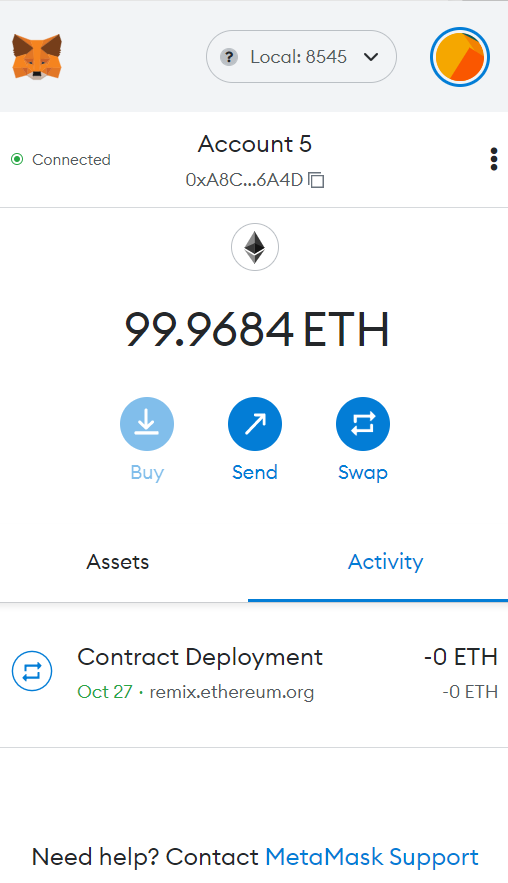 ? Local: 8545
Connected
Account 5
0xA8C...6A4D
99.9684 ETH
Buy Send Swap
Assets Activity
Contract Deployment -0 ETH
Oct 27 · remix.ethereum.org -0 ETH
Need help? Contact MetaMask Support